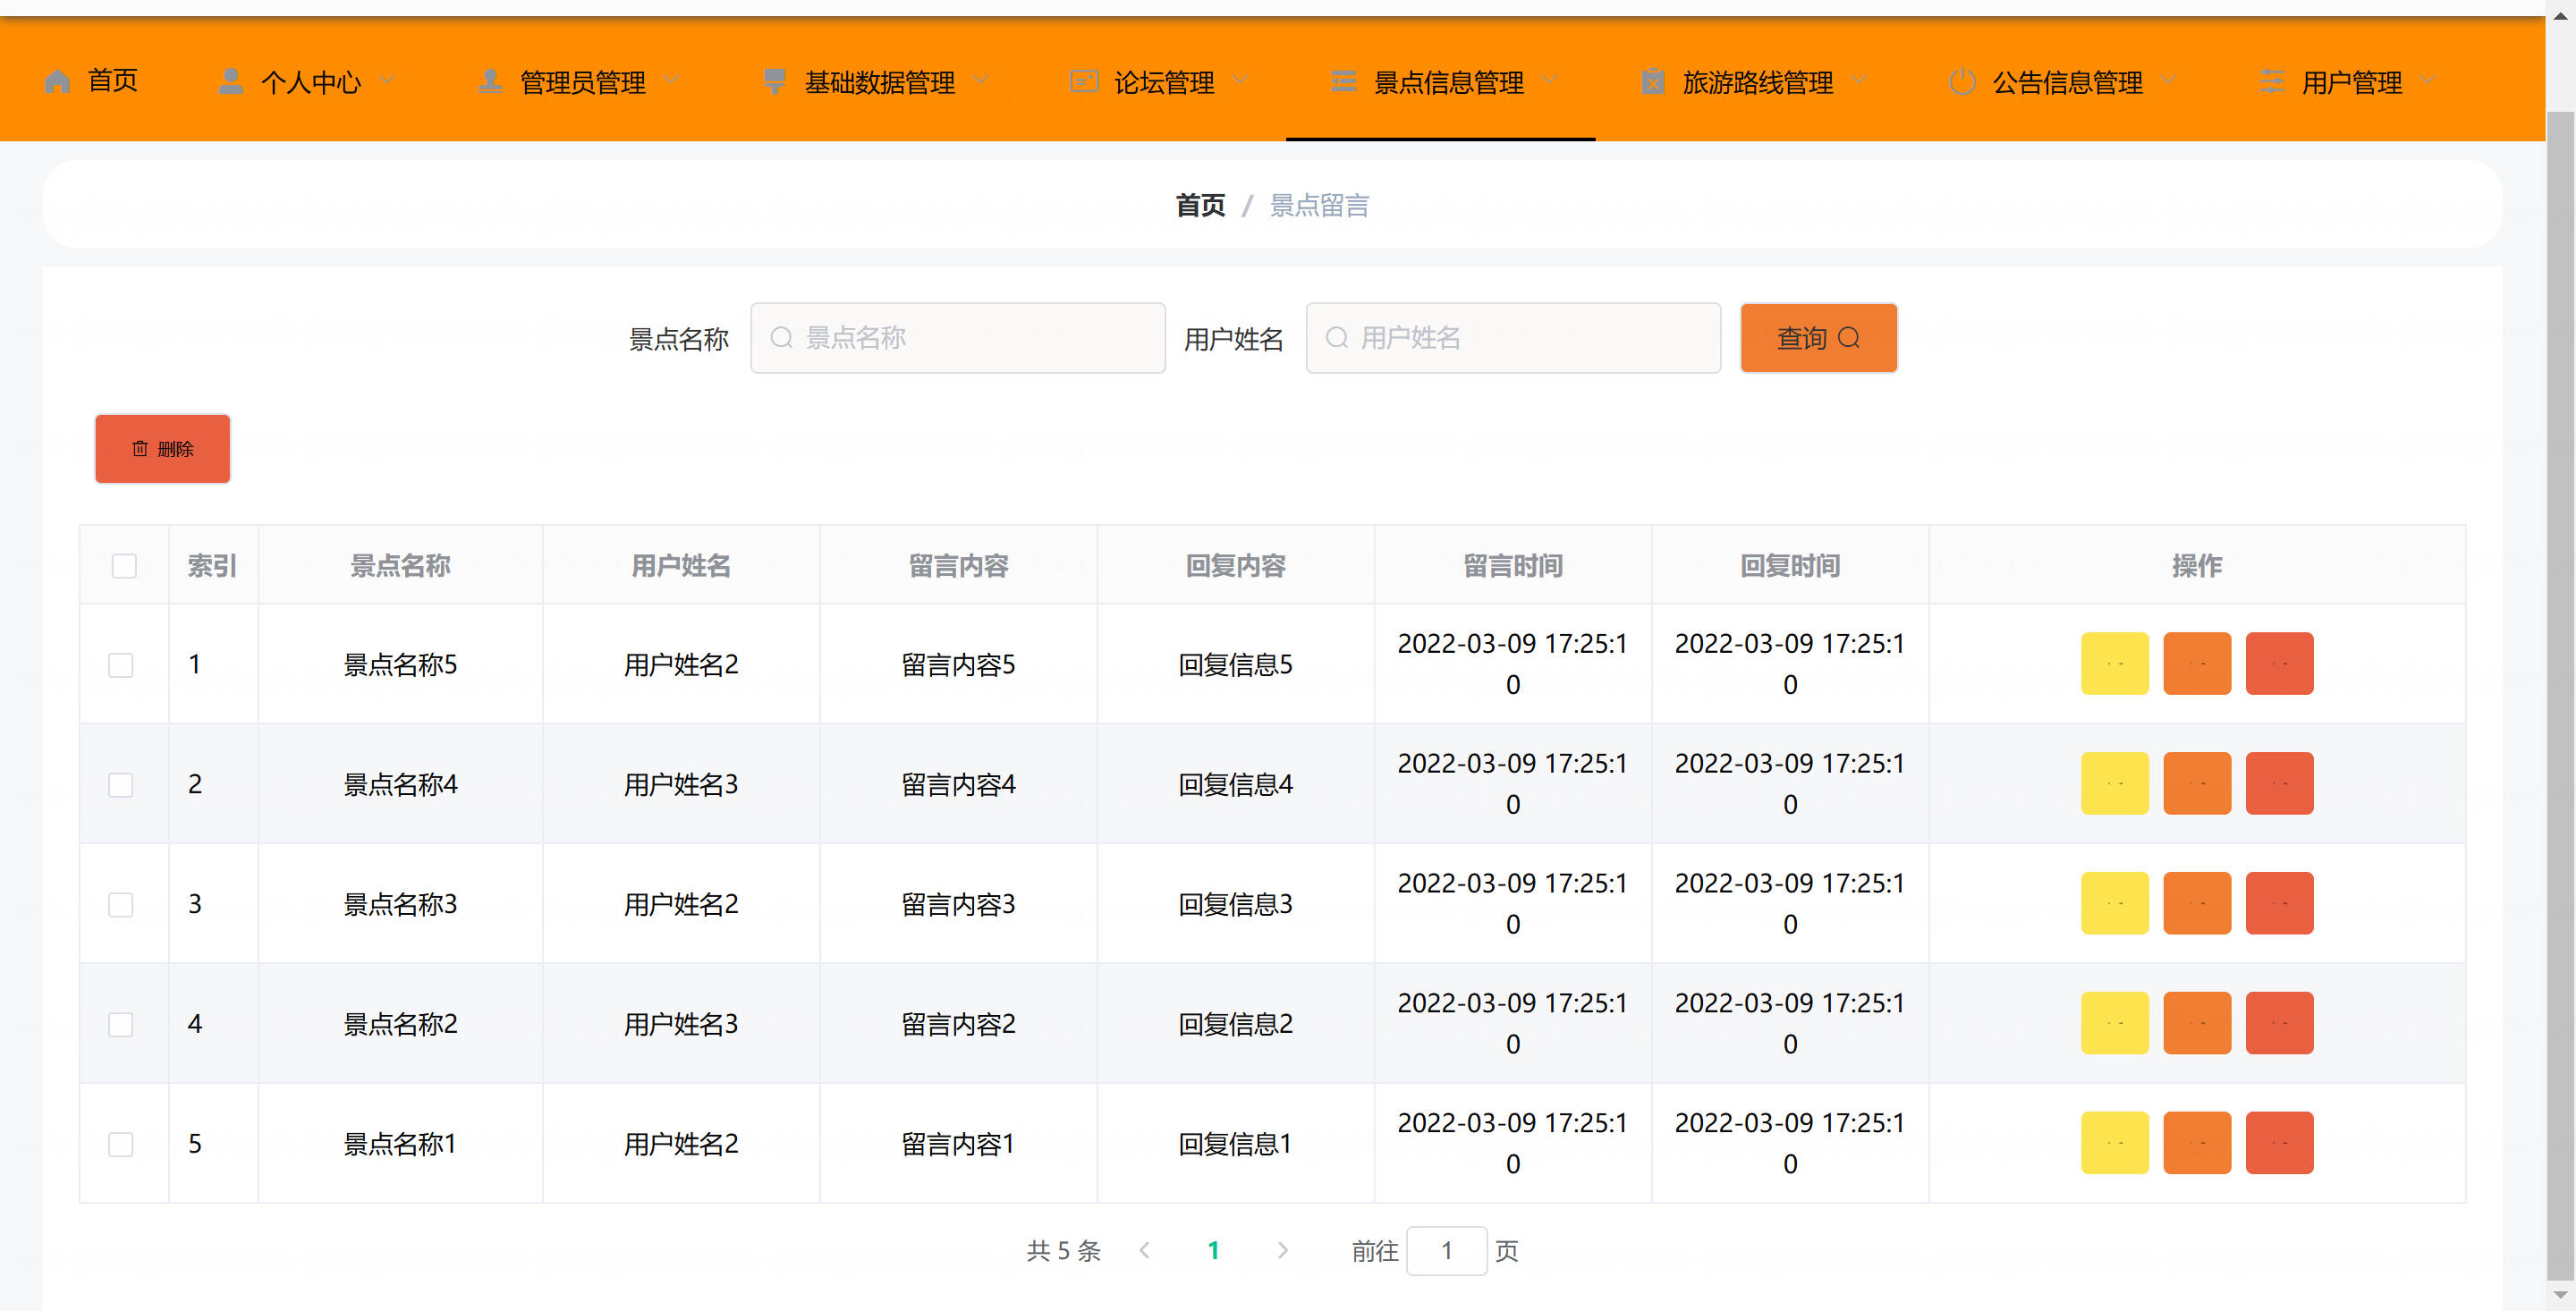 首页 个人中心 管理员管理 基础数据管理 论坛管理 景点信息管理 旅游路线管理 公告信息管理 用户管理
首页 / 景点留言
景点名称 景点名称 用户姓名 用户姓名 查询
删除
索引 景点名称 用户姓名 留言内容 回复内容 留言时间 回复时间 操作
1 景点名称5 用户姓名2 留言内容5 回复信息5 2022-03-09 17:25:10 2022-03-09 17:25:10
2 景点名称4 用户姓名3 留言内容4 回复信息4 2022-03-09 17:25:10 2022-03-09 17:25:10
3 景点名称3 用户姓名2 留言内容3 回复信息3 2022-03-09 17:25:10 2022-03-09 17:25:10
4 景点名称2 用户姓名3 留言内容2 回复信息2 2022-03-09 17:25:10 2022-03-09 17:25:10
5 景点名称1 用户姓名2 留言内容1 回复信息1 2022-03-09 17:25:10 2022-03-09 17:25:10
共 5 条 1 前往 1 页